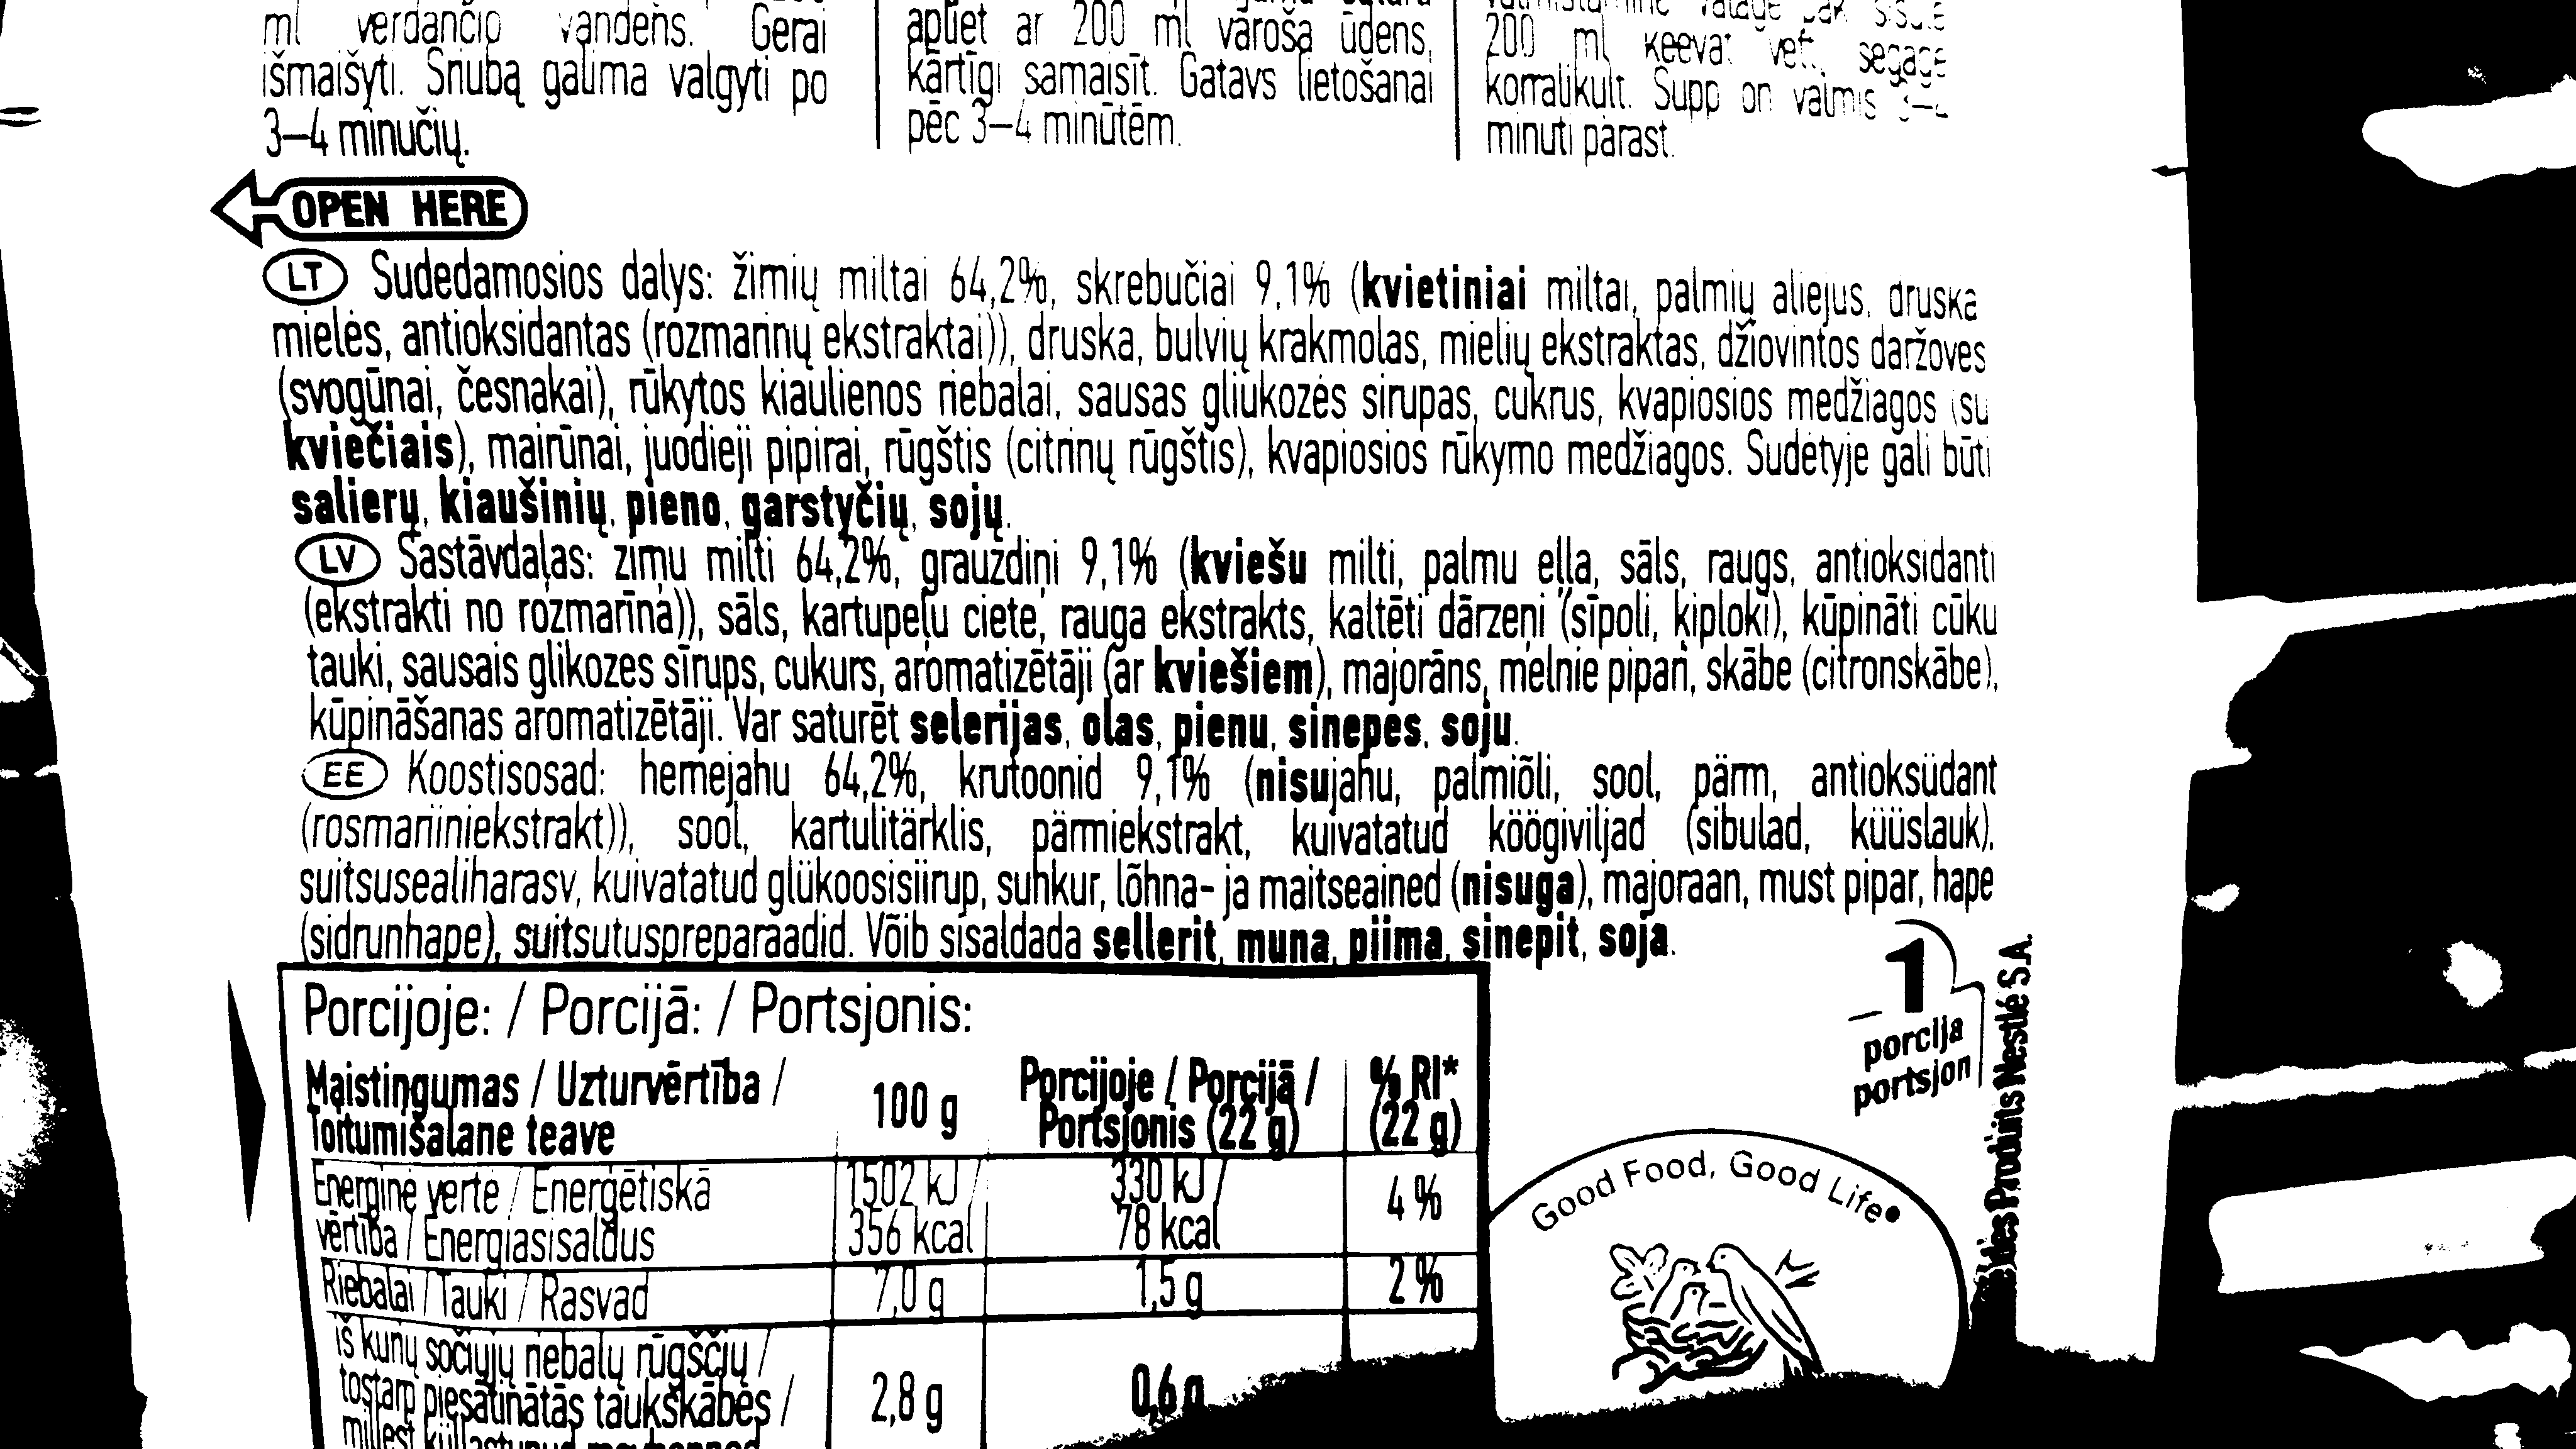 ml verdančio vandens. Gerai
išmaišyti. Sriubą galima valgyti po
3–4 minučių.
apliet ar 200 ml vāroša ūdens,
kārtīgi samaisīt. Gatavs lietošanai
pēc 3–4 minūtēm.
200 ml keevat vett, segage
korralikult. Supp on valmis 3–4
minuti pärast.
OPEN HERE
LT Sudedamosios dalys: žirnių miltai 64,2%, skrebučiai 9,1% (kvietiniai miltai, palmių aliejus, druska
mielės, antioksidantas (rozmarinų ekstraktai)), druska, bulvių krakmolas, mielių ekstraktas, džiovintos daržovės
(svogūnai, česnakai), rūkytos kiaulienos riebalai, sausas gliukozės sirupas, cukrus, kvapiosios medžiagos (su
kviečiais), mairūnai, juodieji pipirai, rūgštis (citrinų rūgštis), kvapiosios rūkymo medžiagos. Sudėtyje gali būti
salierų, kiaušinių, pieno, garstyčių, sojų.
LV Sastāvdaļas: zirņu milti 64,2%, grauzdiņi 9,1% (kviešu milti, palmu eļļa, sāls, raugs, antioksidanti
(ekstrakti no rozmarīna)), sāls, kartupeļu ciete, rauga ekstrakts, kaltēti dārzeņi (sīpoli, ķiploki), kūpināti cūku
tauki, sausais glikozes sīrups, cukurs, aromatizētāji (ar kviešiem), majorāns, melnie pipari, skābe (citronskābe),
kūpināšanas aromatizētāji. Var saturēt selerijas, olas, pienu, sinepes, soju.
EE Koostisosad: hernejahu 64,2%, krutoonid 9,1% (nisujahu, palmiõli, sool, pärm, antioksüdant
(rosmariiniekstrakt)), sool, kartulitärklis, pärmiekstrakt, kuivatatud köögiviljad (sibulad, küüslauk),
suitsusealiharasv, kuivatatud glükoosisiirup, suhkur, lõhna- ja maitseained (nisuga), majoraan, must pipar, hape
(sidrunhape), suitsutuspreparaadid. Võib sisaldada sellerit, muna, piima, sinepit, soja.
Porcijoje: / Porcijā: / Portsjonis:
Maistingumas / Uzturvērtība / 100 g Porcijoje / Porcijā / % RI*
Toitumisalane teave Portsjonis (22 g) (22 g)
Energinė vertė / Enerģētiskā 1502 kJ / 330 kJ / 4 %
vērtība / Energiasisaldus 356 kcal 78 kcal
Riebalai / Tauki / Rasvad 7,0 g 1,5 g 2 %
iš kurių sočiųjų riebalų rūgščių /
tostarp piesātinātās taukskābes / 2,8 g 0,6 g
millest küllastunud
1
porcija
portsjon
des Produits Nestlé S.A.
Good Food, Good Life